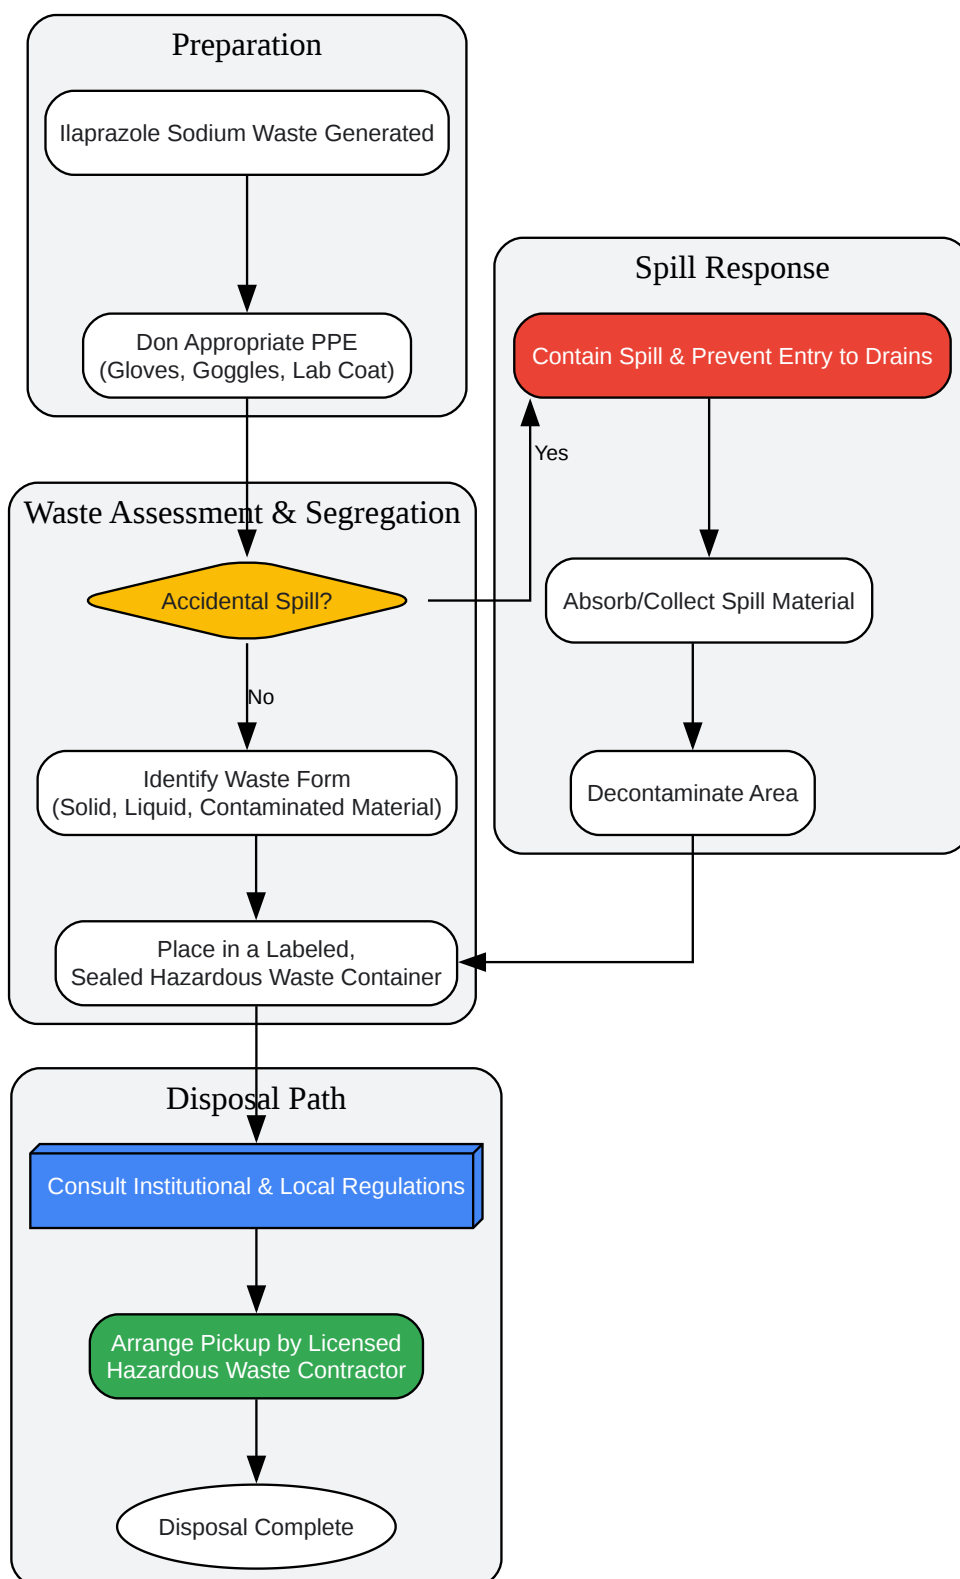 Preparation
Ilaprazole Sodium Waste Generated
Don Appropriate PPE
(Gloves, Goggles, Lab Coat)
Spill Response
Contain Spill & Prevent Entry to Drains
Yes
Waste Assessment & Segregation
Accidental Spill?
Absorb/Collect Spill Material
No
Identify Waste Form
(Solid, Liquid, Contaminated Material)
Decontaminate Area
Place in a Labeled,
Sealed Hazardous Waste Container
Disposal Path
Consult Institutional & Local Regulations
Arrange Pickup by Licensed
Hazardous Waste Contractor
Disposal Complete